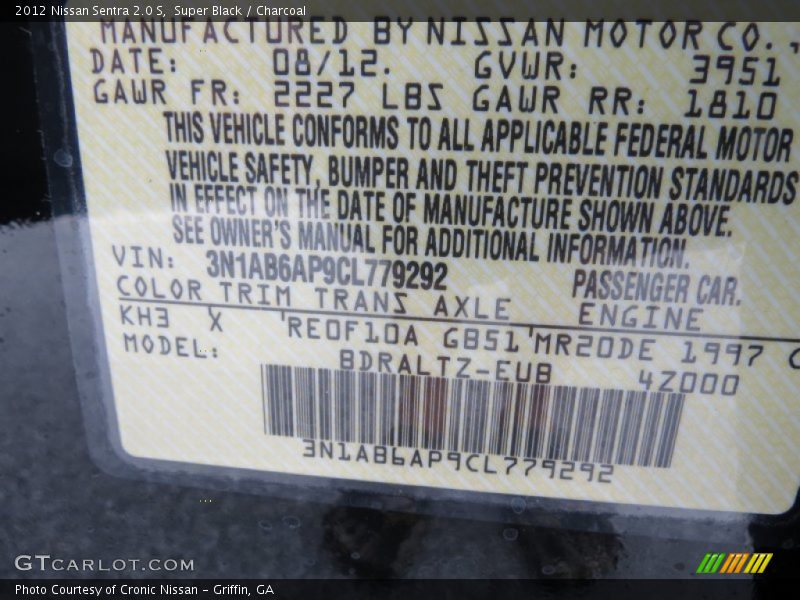 2012 Nissan Sentra 2.0 S, Super Black / Charcoal
MANUFACTURED BY NISSAN MOTOR CO.,
DATE: 08/12. GVWR: 3951
GAWR FR: 2227 LBS GAWR RR: 1810
THIS VEHICLE CONFORMS TO ALL APPLICABLE FEDERAL MOTOR
VEHICLE SAFETY, BUMPER AND THEFT PREVENTION STANDARDS
IN EFFECT ON THE DATE OF MANUFACTURE SHOWN ABOVE.
SEE OWNER'S MANUAL FOR ADDITIONAL INFORMATION.
VIN: 3N1AB6AP9CL779292 PASSENGER CAR.
COLOR TRIM TRANS AXLE ENGINE
KH3 X RE0F10A GB51 MR20DE 1997 C
MODEL: BDRALTZ-EUB 4Z000
3N1AB6AP9CL779292
GTCARLOT.COM
Photo Courtesy of Cronic Nissan - Griffin, GA